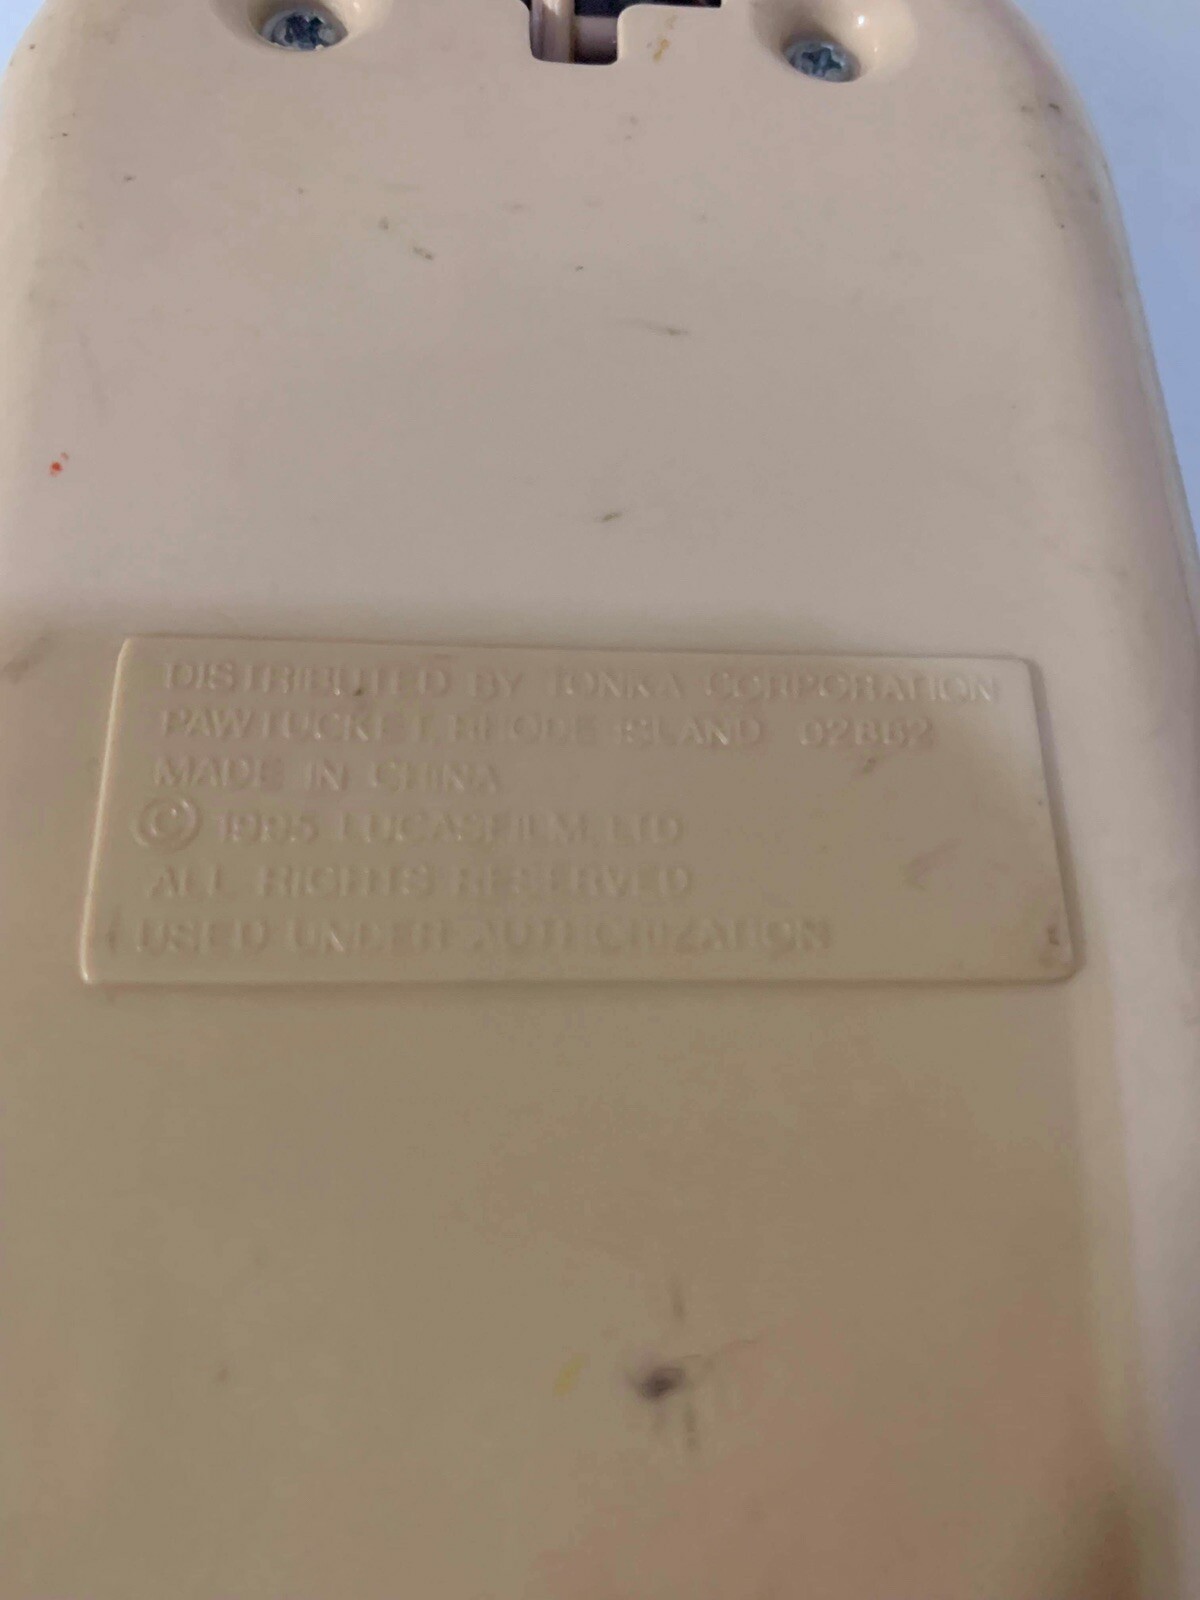 DISTRIBUTED BY TONKA CORPORATION
PAWTUCKET, RHODE ISLAND 02862
MADE IN CHINA
© 1995 LUCASFILM, LTD
ALL RIGHTS RESERVED
USED UNDER AUTHORIZATION